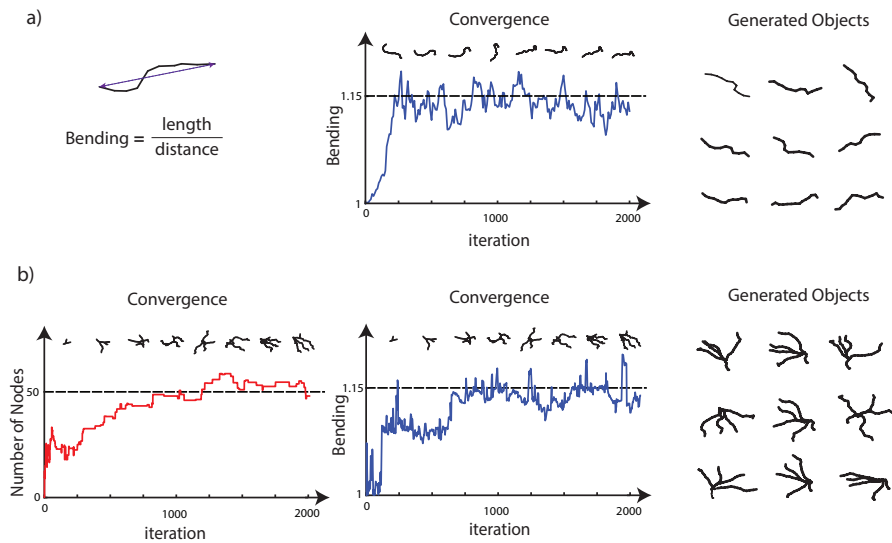 a)
Bending = length
distance
Convergence
Bending
1.15
1
0
1000
2000
iteration
Generated Objects
b)
Convergence
Number of Nodes
50
0
0
1000
2000
iteration
Convergence
Bending
1.15
1
0
1000
2000
iteration
Generated Objects